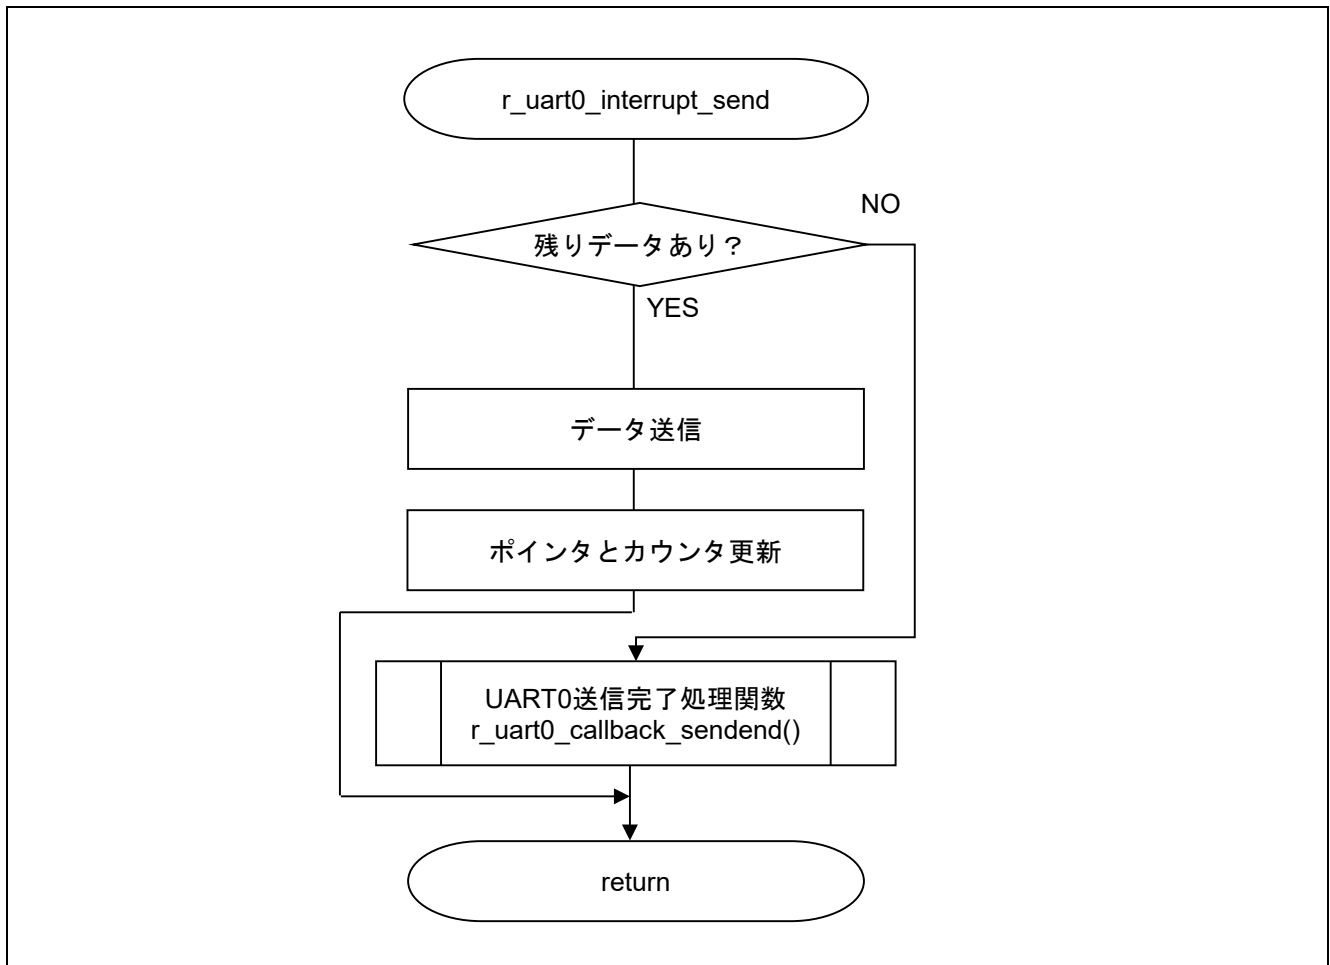 r_uart0_interrupt_send
NO
残りデータあり？
YES
データ送信
ポインタとカウンタ更新
UART0送信完了処理関数
r_uart0_callback_sendend()
return